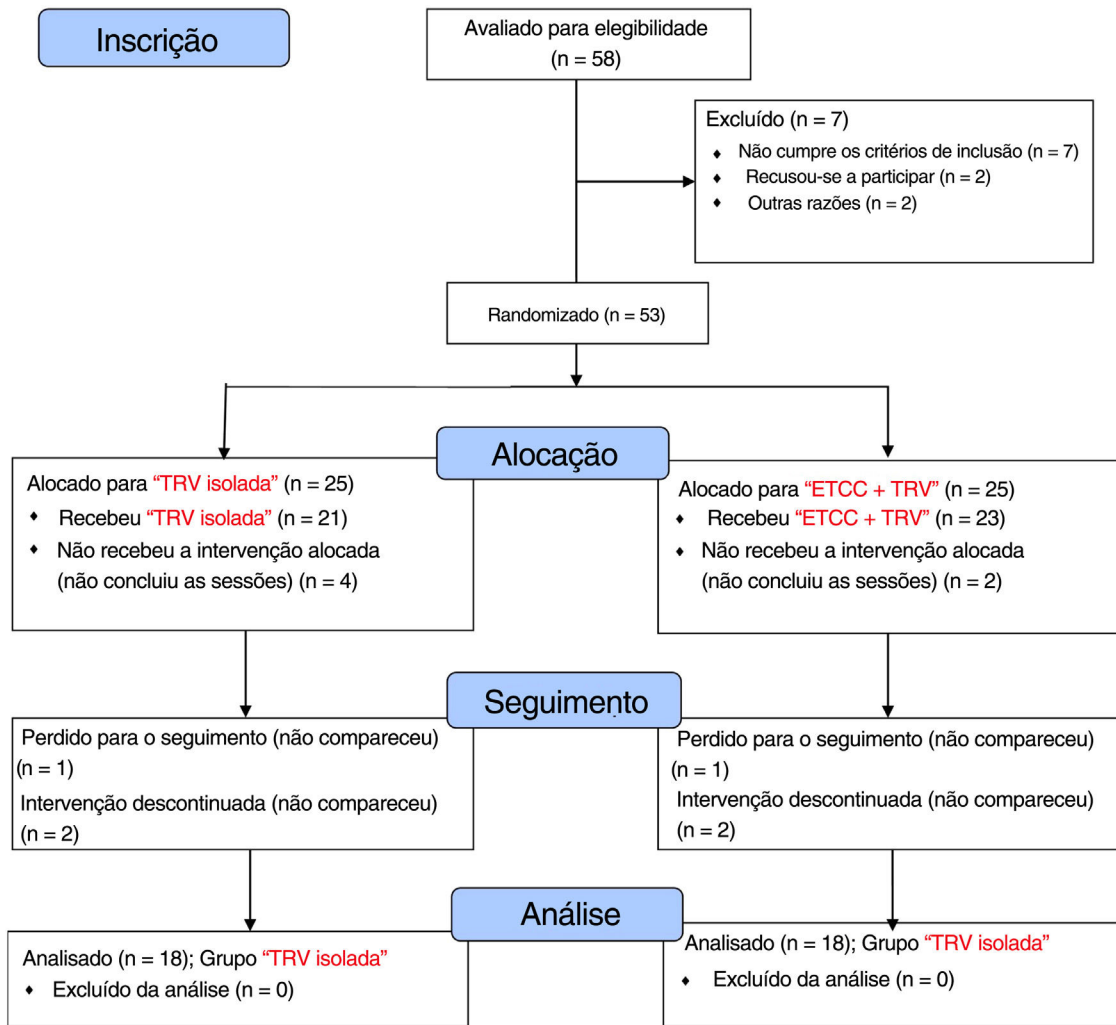 Inscrição
Avaliado para elegibilidade
(n = 58)
Excluído (n = 7)
♦ Não cumpre os critérios de inclusão (n = 7)
♦ Recusou-se a participar (n = 2)
♦ Outras razões (n = 2)
Randomizado (n = 53)
Alocação
Alocado para “TRV isolada” (n = 25)
♦ Recebeu “TRV isolada” (n = 21)
♦ Não recebeu a intervenção alocada
(não concluiu as sessões) (n = 4)
Alocado para “ETCC + TRV” (n = 25)
♦ Recebeu “ETCC + TRV” (n = 23)
♦ Não recebeu a intervenção alocada
(não concluiu as sessões) (n = 2)
Seguimento
Perdido para o seguimento (não compareceu)
(n = 1)
Intervenção descontinuada (não compareceu)
(n = 2)
Perdido para o seguimento (não compareceu)
(n = 1)
Intervenção descontinuada (não compareceu)
(n = 2)
Análise
Analisado (n = 18); Grupo “TRV isolada”
♦ Excluído da análise (n = 0)
Analisado (n = 18); Grupo “TRV isolada”
♦ Excluído da análise (n = 0)